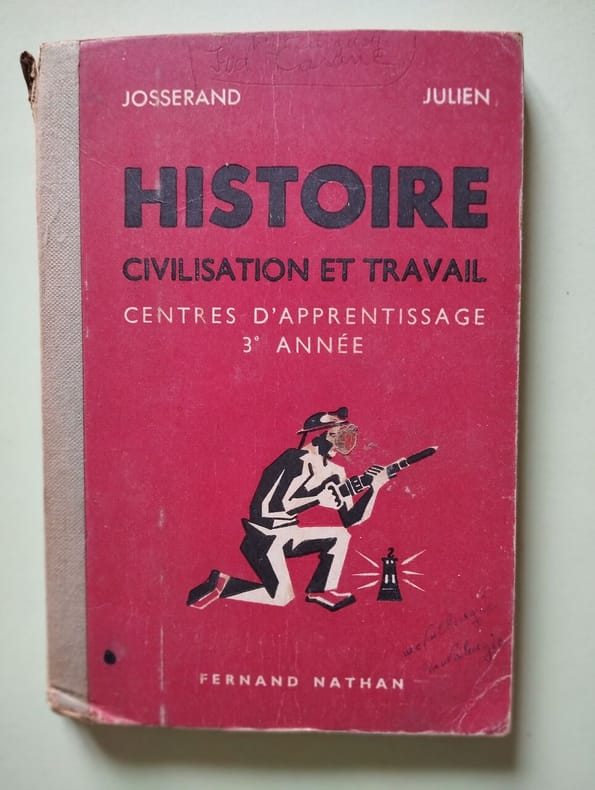 JOSSERAND JULIEN
HISTOIRE
CIVILISATION ET TRAVAIL
CENTRES D'APPRENTISSAGE
3e ANNÉE
FERNAND NATHAN